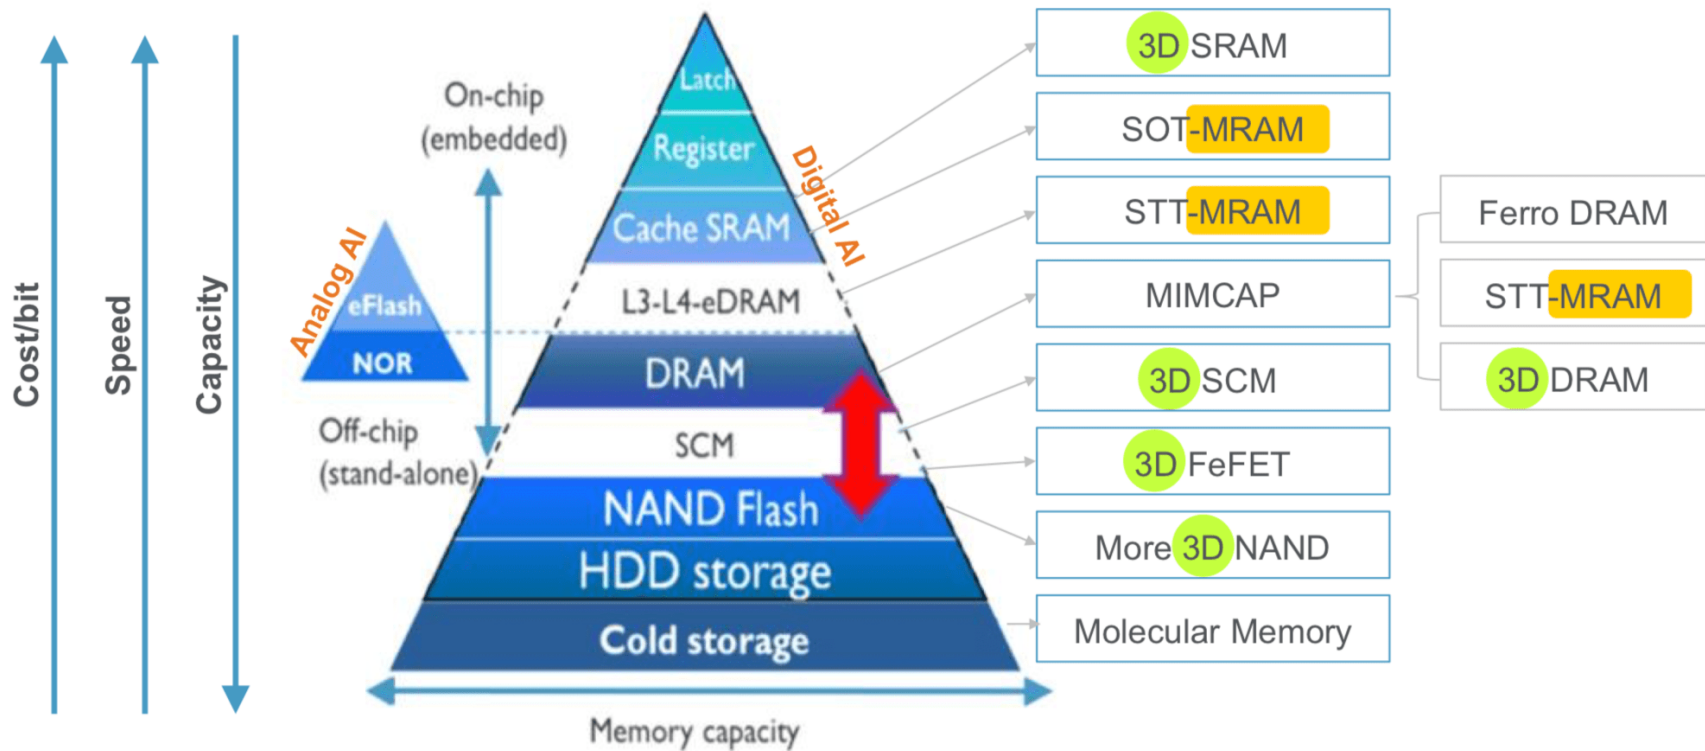 Cost/bit
Speed
Capacity
On-chip
(embedded)
Analog AI
eFlash
NOR
Off-chip
(stand-alone)
Latch
Register
Cache SRAM
L3-L4-eDRAM
DRAM
SCM
NAND Flash
HDD storage
Cold storage
Memory capacity
Digital AI
3D SRAM
SOT-MRAM
STT-MRAM
MIMCAP
3D SCM
3D FeFET
More 3D NAND
Molecular Memory
Ferro DRAM
STT-MRAM
3D DRAM